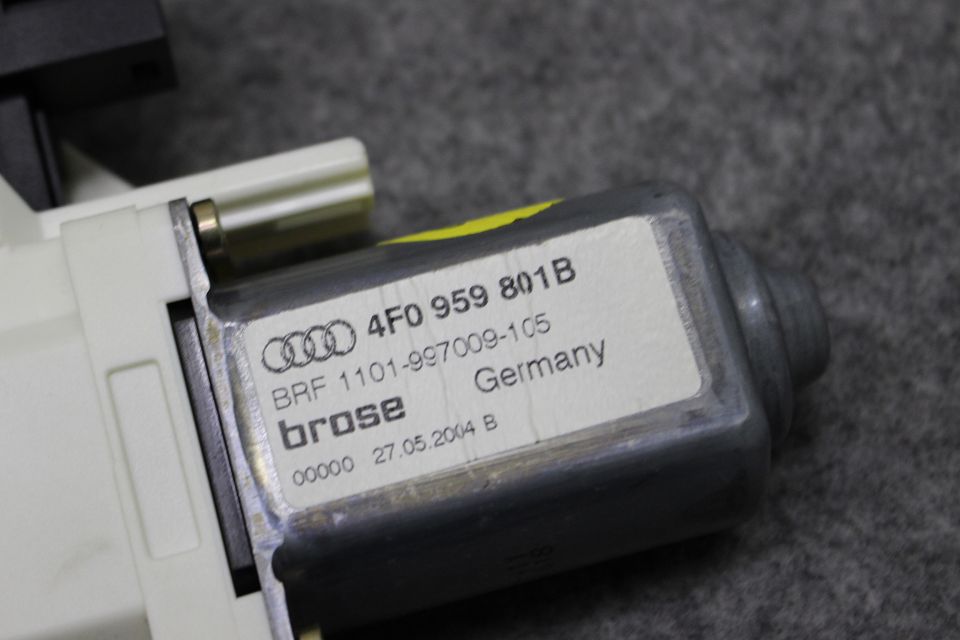 4F0 959 801B
BRF 1101-997009-105
brose Germany
00000 27.05.2004 B